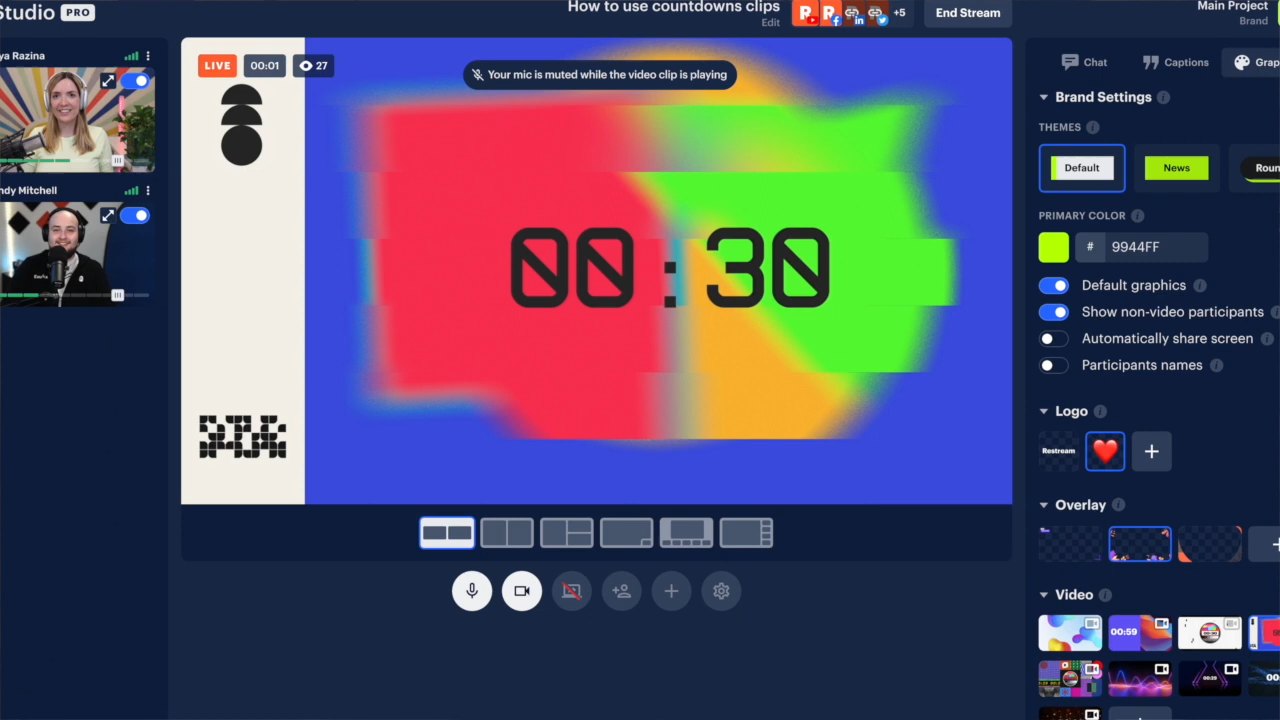 Studio PRO
How to use countdowns clips
Edit
+5
End Stream
Main Project
Brand
ya Razina
ndy Mitchell
LIVE 00:01 27
Your mic is muted while the video clip is playing
00:30
Chat
Captions
Grap
Brand Settings
THEMES
Default
News
Roun
PRIMARY COLOR
# 9944FF
Default graphics
Show non-video participants
Automatically share screen
Participants names
Logo
Restream
Overlay
Video
00:59